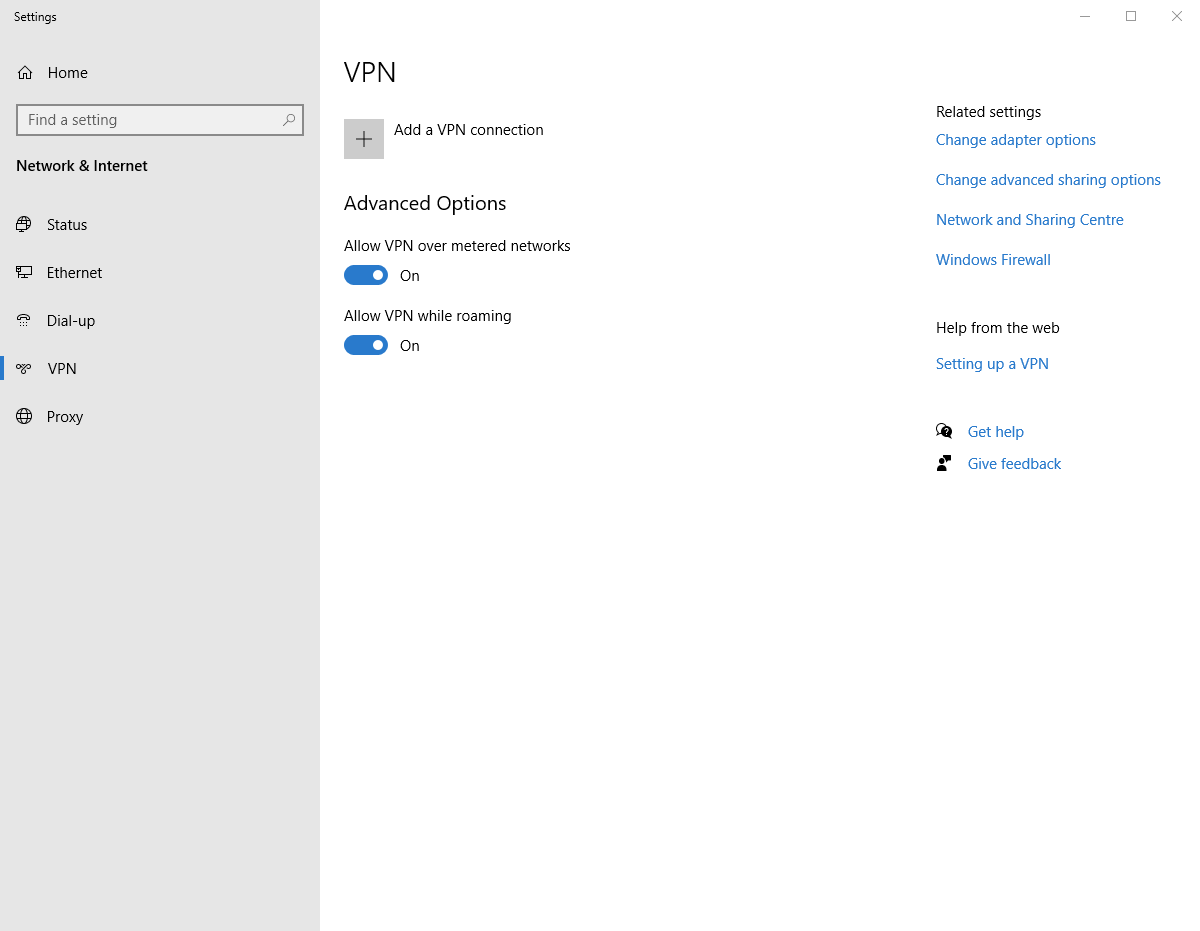 Settings
Home
Find a setting
Network & Internet
Status
Ethernet
Dial-up
VPN
Proxy
VPN
Add a VPN connection
Advanced Options
Allow VPN over metered networks
On
Allow VPN while roaming
On
Related settings
Change adapter options
Change advanced sharing options
Network and Sharing Centre
Windows Firewall
Help from the web
Setting up a VPN
Get help
Give feedback